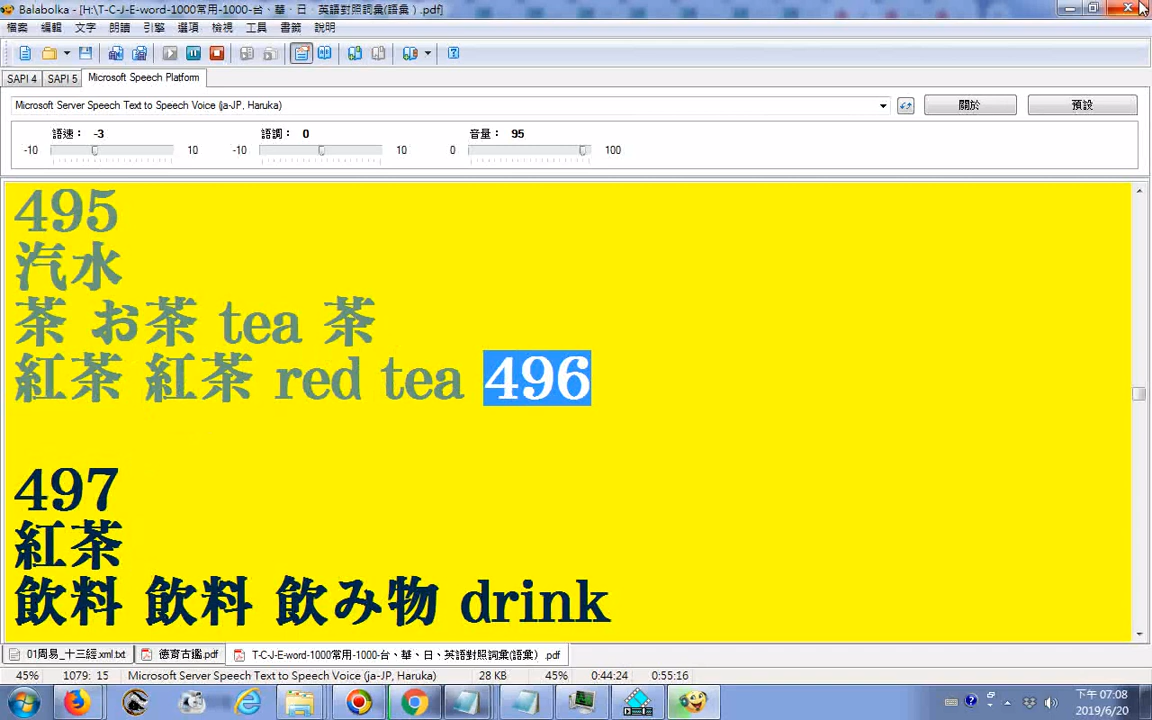 Balabolka - [H:\T-C-J-E-word-1000常用-1000-台、華、日、英語對照詞彙(語彙）.pdf]
檔案 編輯 文字 朗讀 引擎 選項 檢視 工具 書籤 說明
SAPI 4 SAPI 5 Microsoft Speech Platform
Microsoft Server Speech Text to Speech Voice (ja-JP, Haruka) 關於 預設
語速： -3 語調： 0 音量： 95
-10 10 -10 10 0 100
495
汽水
茶 お茶 tea 茶
紅茶 紅茶 red tea 496
497
紅茶
飲料 飲料 飲み物 drink
01周易_十三經.xml.txt 德育古鑑.pdf T-C-J-E-word-1000常用-1000-台、華、日、英語對照詞彙(語彙）.pdf
45% 1079: 15 Microsoft Server Speech Text to Speech Voice (ja-JP, Haruka) 28 KB 45% 0:44:24 0:55:16
下午 07:08
2019/6/20